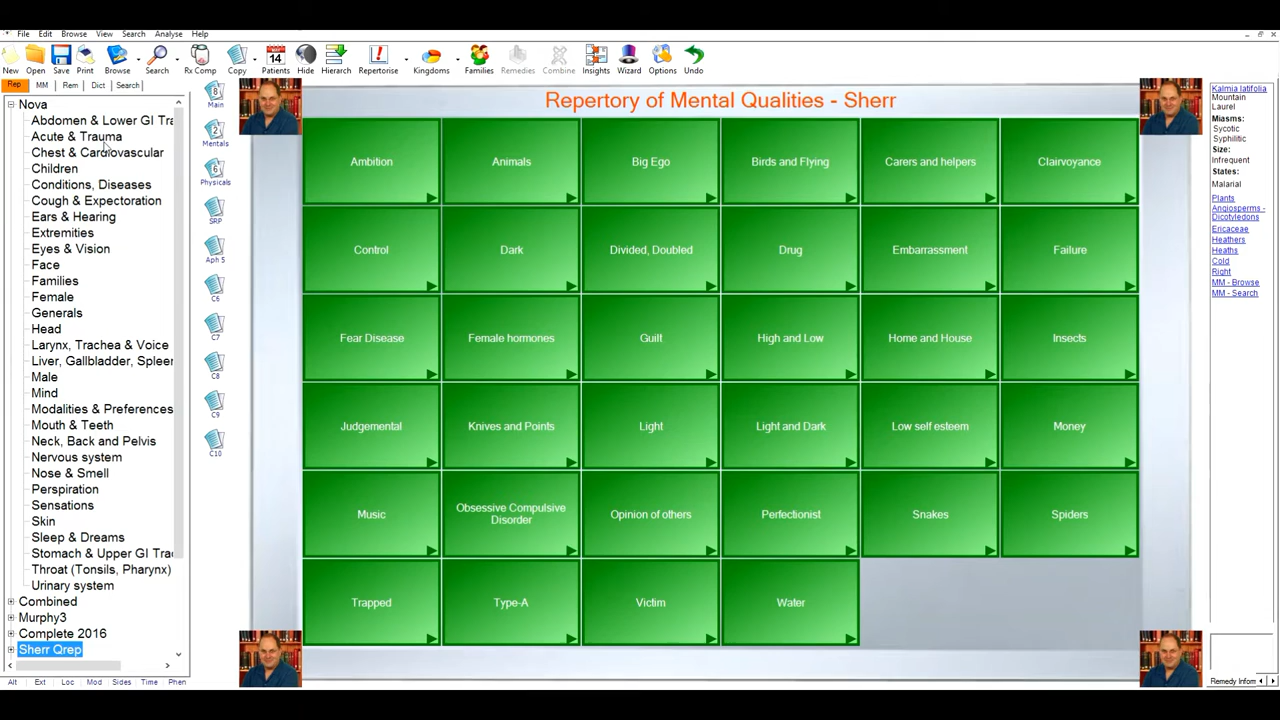 File Edit Browse View Search Analyse Help
New Open Save Print Browse Search Rx Comp Copy Patients Hide Hierarch Repertorise Kingdoms Families Remedies Combine Insights Wizard Options Undo
14
Rep MM Rem Dict Search
Nova
Abdomen & Lower GI Tra
Acute & Trauma
Chest & Cardiovascular
Children
Conditions, Diseases
Cough & Expectoration
Ears & Hearing
Extremities
Eyes & Vision
Face
Families
Female
Generals
Head
Larynx, Trachea & Voice
Liver, Gallbladder, Spleen
Male
Mind
Modalities & Preferences
Mouth & Teeth
Neck, Back and Pelvis
Nervous system
Nose & Smell
Perspiration
Sensations
Skin
Sleep & Dreams
Stomach & Upper GI Trac
Throat (Tonsils, Pharynx)
Urinary system
Combined
Murphy3
Complete 2016
Sherr Qrep
Alt Ext Loc Mod Sides Time Phen
8
Main
2
Mentals
6
Physicals
SRP
Aph 5
C6
C7
C8
C9
C10
Repertory of Mental Qualities - Sherr
Ambition Animals Big Ego Birds and Flying Carers and helpers Clairvoyance
Control Dark Divided, Doubled Drug Embarrassment Failure
Fear Disease Female hormones Guilt High and Low Home and House Insects
Judgemental Knives and Points Light Light and Dark Low self esteem Money
Music Obsessive Compulsive Disorder Opinion of others Perfectionist Snakes Spiders
Trapped Type-A Victim Water
Kalmia latifolia
Mountain
Laurel
Miasms:
Sycotic
Syphilitic
Size:
Infrequent
States:
Malarial
Plants
Angiosperms -
Dicotyledons
Ericaceae
Heathers
Heaths
Cold
Right
MM - Browse
MM - Search
Remedy Inform